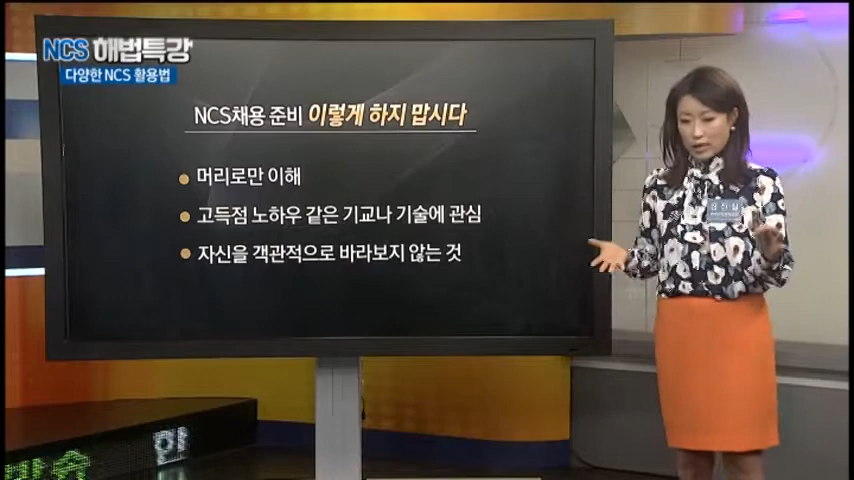 NCS 해법특강
다양한 NCS 활용법
NCS채용 준비 이렇게 하지 맙시다
머리로만 이해
고득점 노하우 같은 기교나 기술에 관심
자신을 객관적으로 바라보지 않는 것